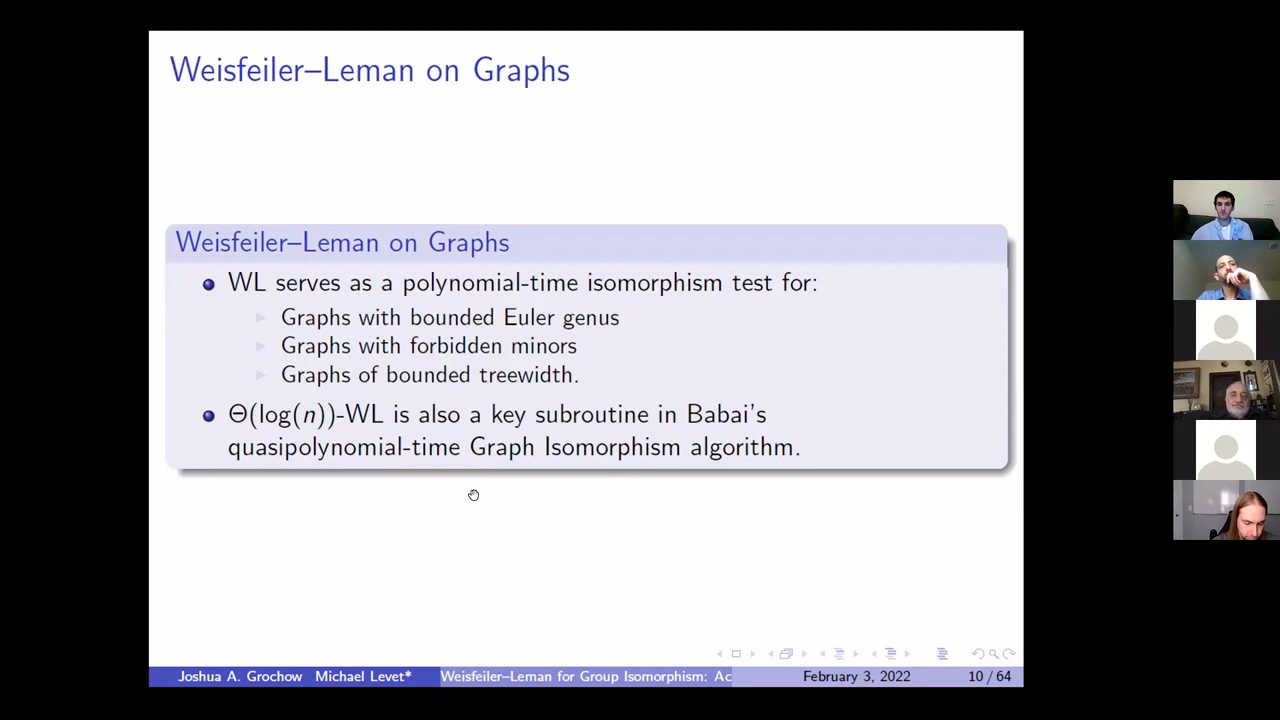 Weisfeiler–Leman on Graphs
Weisfeiler–Leman on Graphs
WL serves as a polynomial-time isomorphism test for:
Graphs with bounded Euler genus
Graphs with forbidden minors
Graphs of bounded treewidth.
Θ(log(n))-WL is also a key subroutine in Babai's
quasipolynomial-time Graph Isomorphism algorithm.
Joshua A. Grochow Michael Levet* Weisfeiler–Leman for Group Isomorphism: Ac February 3, 2022 10 / 64